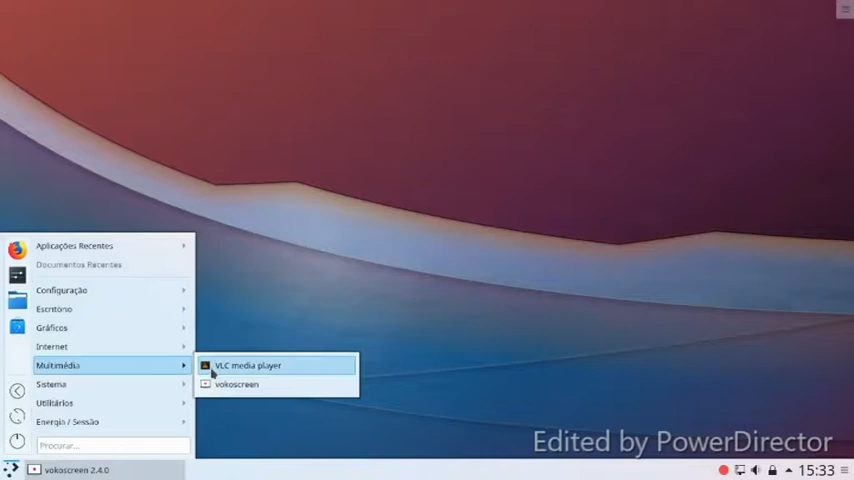 Aplicações Recentes
Documentos Recentes
Configuração
Escritório
Gráficos
Internet
Multimédia
Sistema
Utilitários
Energia / Sessão
Procurar...
VLC media player
vokoscreen
Edited by PowerDirector
vokoscreen 2.4.0
15:33